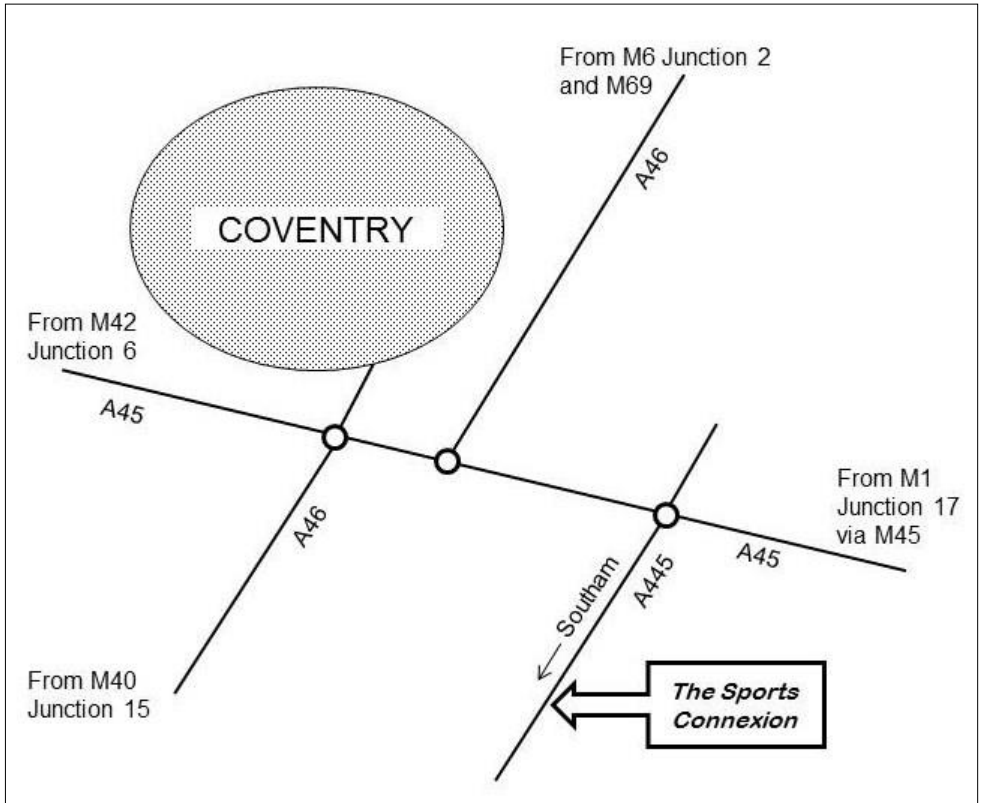 From M6 Junction 2
and M69
A46
COVENTRY
From M42
Junction 6
A45
From M1
Junction 17
via M45
A46
A45
Southam
A445
From M40
Junction 15
The Sports
Connexion